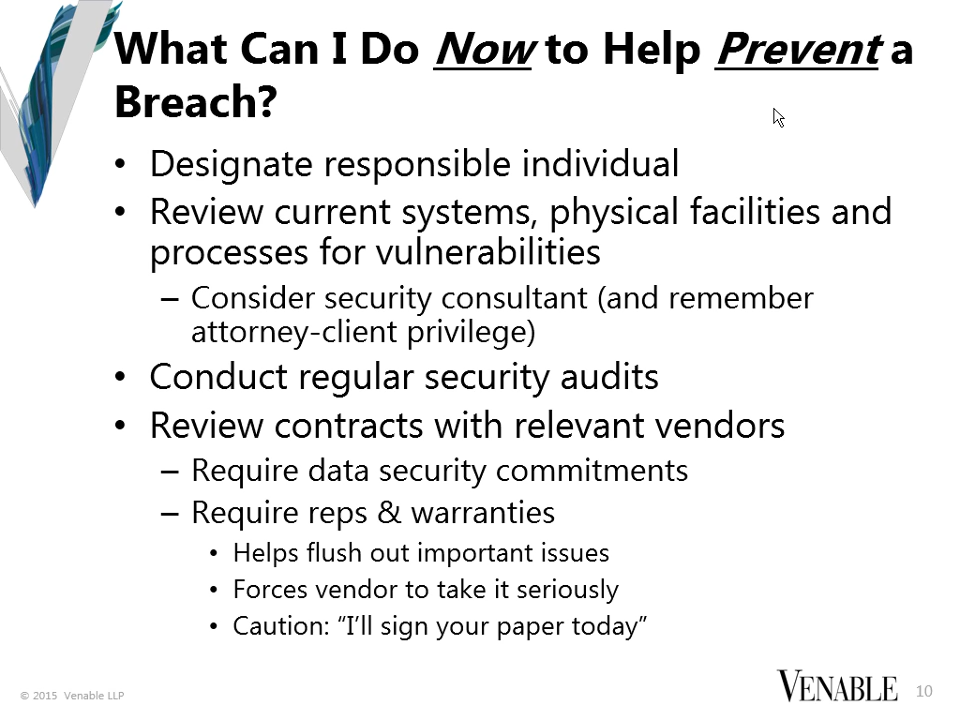 What Can I Do Now to Help Prevent a
Breach?
• Designate responsible individual
• Review current systems, physical facilities and
processes for vulnerabilities
– Consider security consultant (and remember
attorney-client privilege)
• Conduct regular security audits
• Review contracts with relevant vendors
– Require data security commitments
– Require reps & warranties
• Helps flush out important issues
• Forces vendor to take it seriously
• Caution: “I’ll sign your paper today”
© 2015 Venable LLP
VENABLE LLP
10